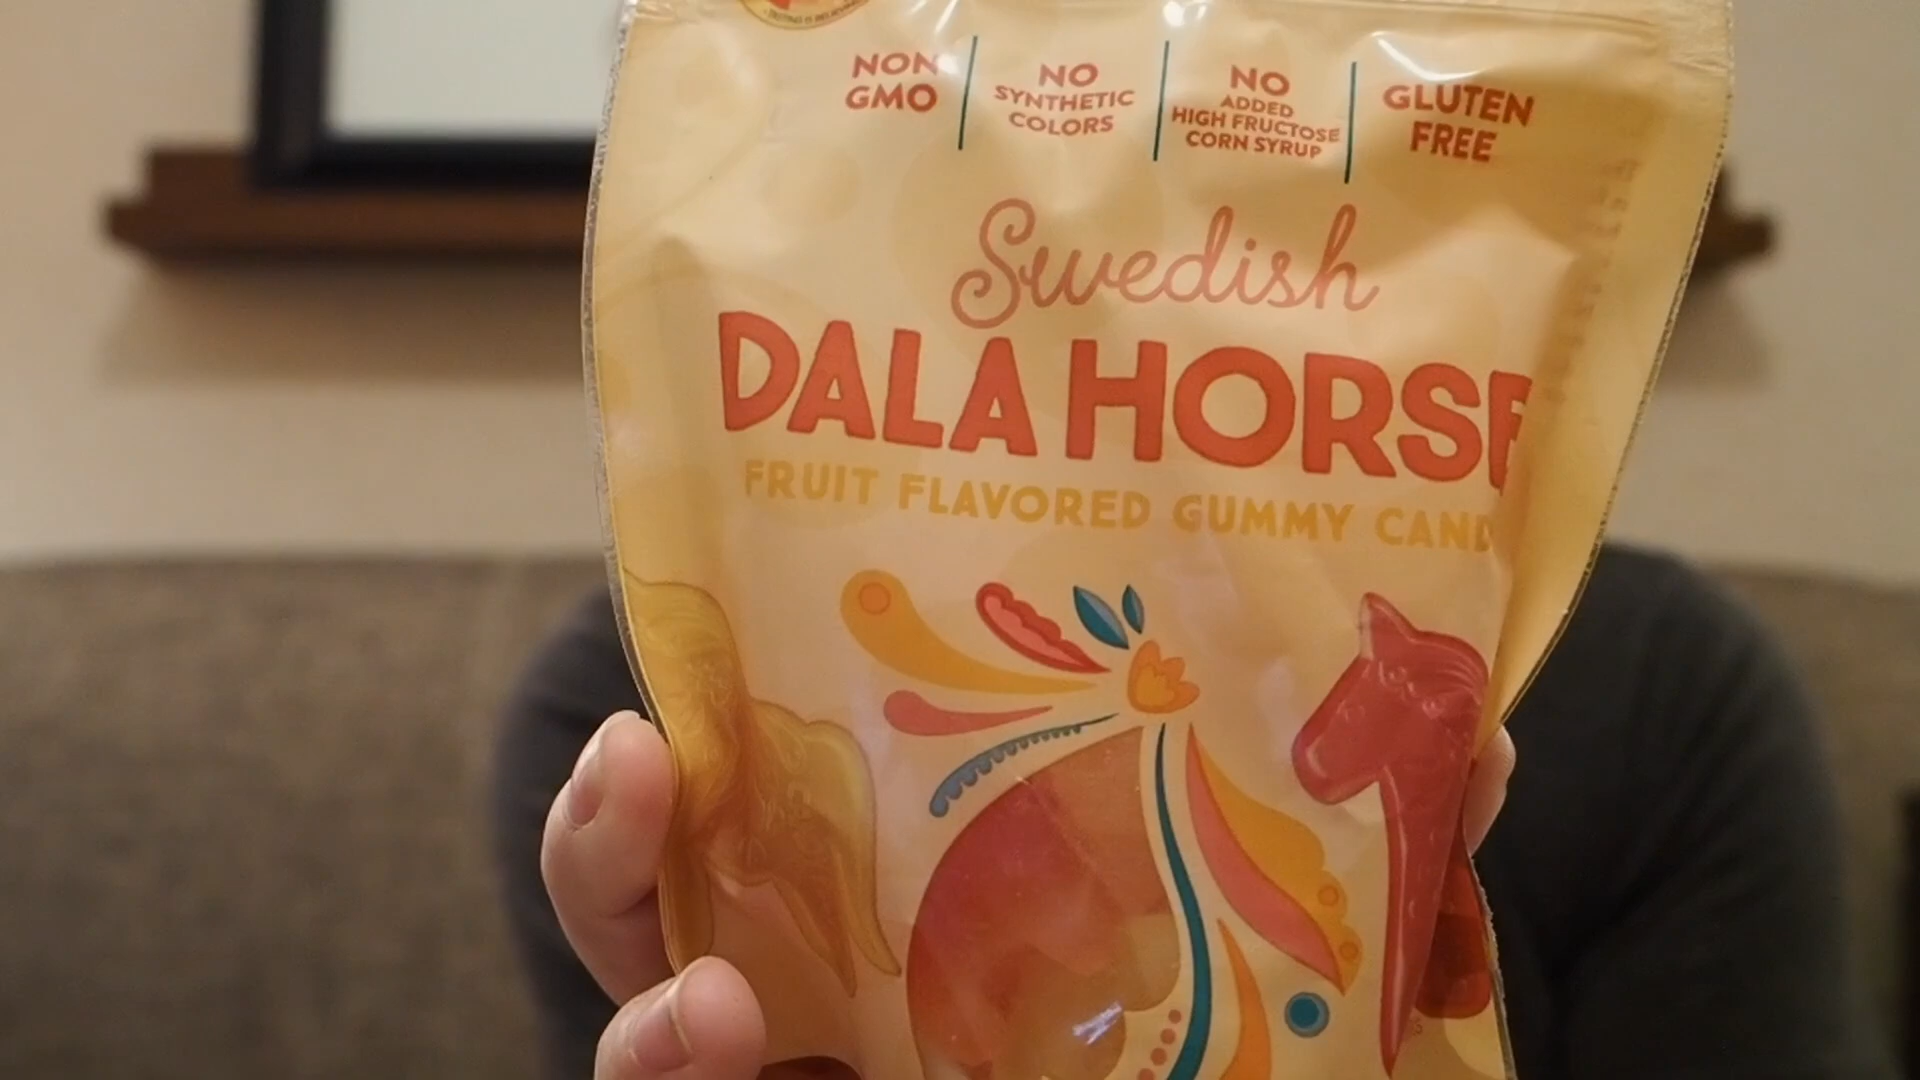 NON
GMO
NO
SYNTHETIC
COLORS
NO
ADDED
HIGH FRUCTOSE
CORN SYRUP
GLUTEN
FREE
Swedish
DALA HORSE
FRUIT FLAVORED GUMMY CAND